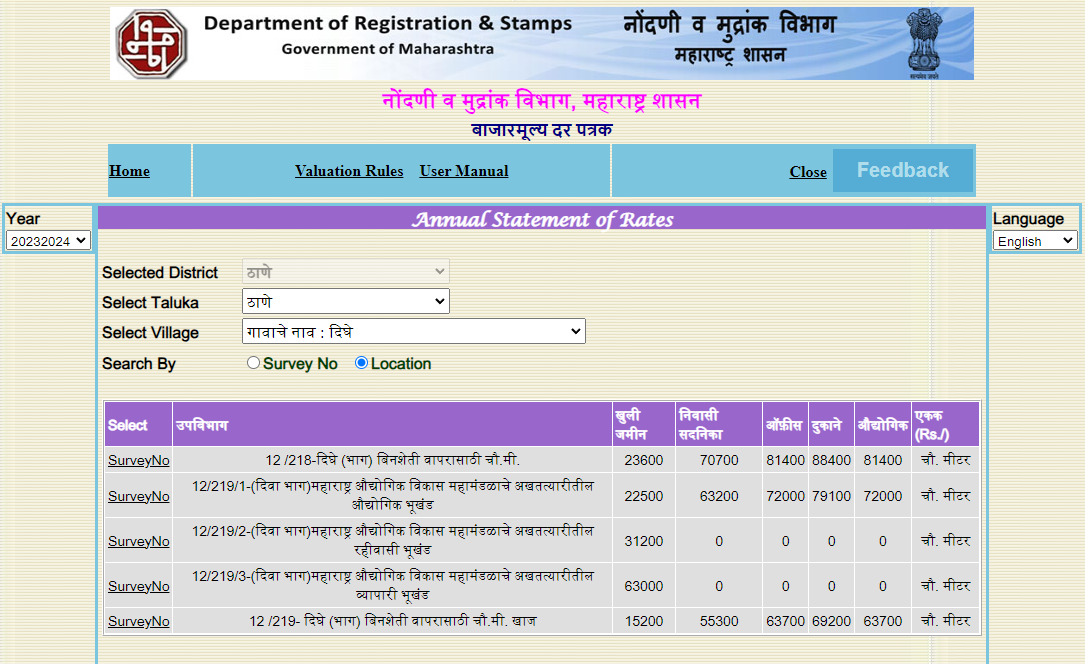 Department of Registration & Stamps
Government of Maharashtra
नोंदणी व मुद्रांक विभाग
महाराष्ट्र शासन
नोंदणी व मुद्रांक विभाग, महाराष्ट्र शासन
बाजारमूल्य दर पत्रक
Home Valuation Rules User Manual Close Feedback
Year
20232024
Annual Statement of Rates
Language
English
Selected District ठाणे
Select Taluka ठाणे
Select Village गावाचे नाव : दिघे
Search By Survey No Location
Select उपविभाग खुली जमीन निवासी सदनिका ऑफ़ीस दुकाने औद्योगिक एकक (Rs./)
SurveyNo 12 /218-दिघे (भाग) बिनशेती वापरासाठी चौ.मी. 23600 70700 81400 88400 81400 चौ. मीटर
SurveyNo 12/219/1-(दिवा भाग)महाराष्ट्र औद्योगिक विकास महामंडळाचे अखतत्यारीतील औद्योगिक भूखंड 22500 63200 72000 79100 72000 चौ. मीटर
SurveyNo 12/219/2-(दिवा भाग)महाराष्ट्र औद्योगिक विकास महामंडळाचे अखतत्यारीतील रहीवासी भूखंड 31200 0 0 0 0 चौ. मीटर
SurveyNo 12/219/3-(दिवा भाग)महाराष्ट्र औद्योगिक विकास महामंडळाचे अखतत्यारीतील व्यापारी भूखंड 63000 0 0 0 0 चौ. मीटर
SurveyNo 12 /219- दिघे (भाग) बिनशेती वापरासाठी चौ.मी. खाज 15200 55300 63700 69200 63700 चौ. मीटर